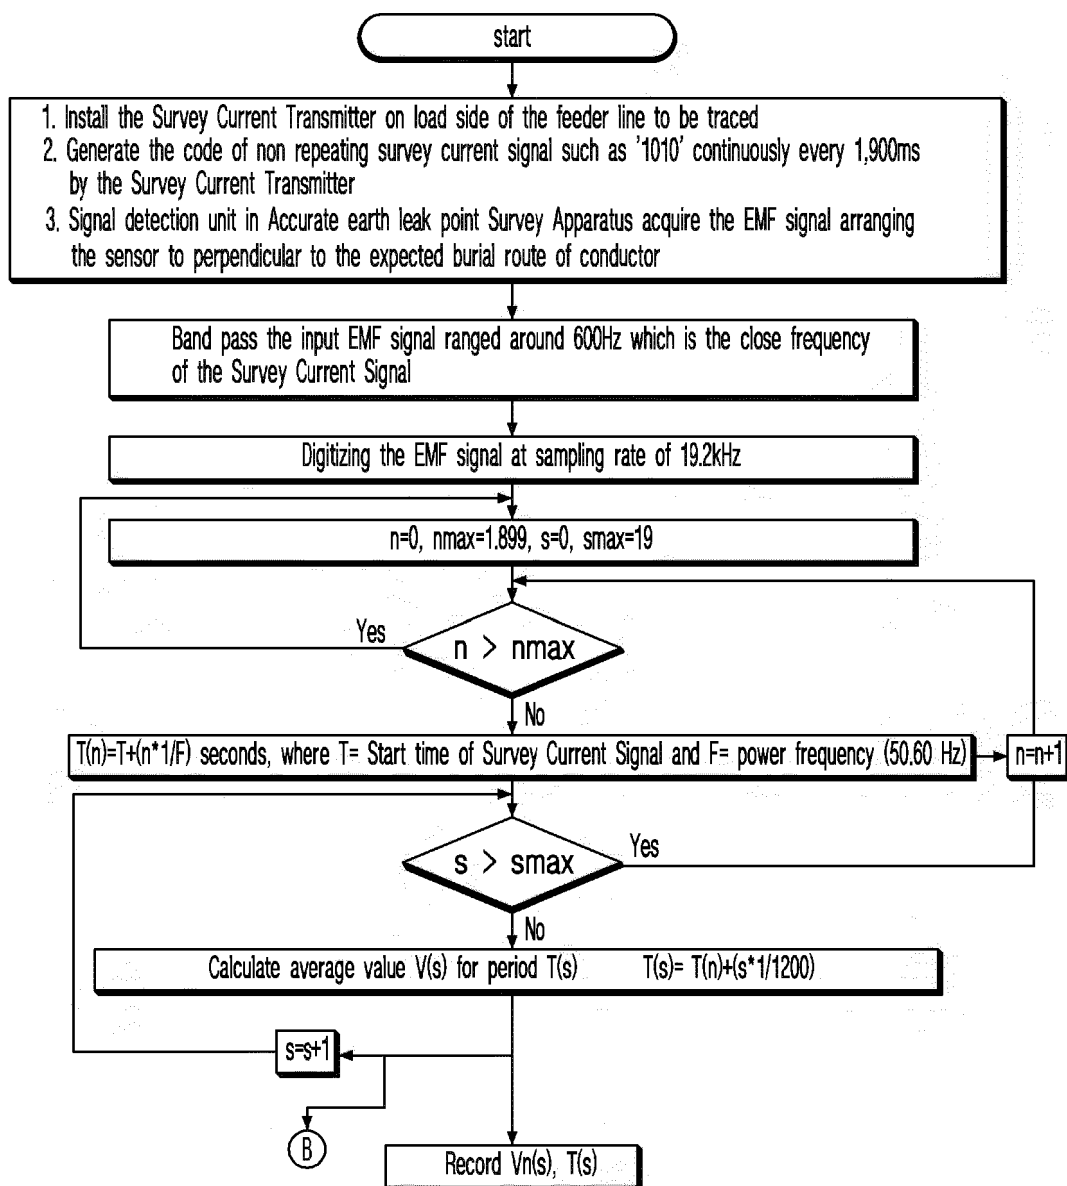 start
1. Install the Survey Current Transmitter on load side of the feeder line to be traced
2. Generate the code of non repeating survey current signal such as '1010' continuously every 1,900ms
by the Survey Current Transmitter
3. Signal detection unit in Accurate earth leak point Survey Apparatus acquire the EMF signal arranging
the sensor to perpendicular to the expected burial route of conductor
Band pass the input EMF signal ranged around 600Hz which is the close frequency
of the Survey Current Signal
Digitizing the EMF signal at sampling rate of 19.2kHz
n=0, nmax=1.899, s=0, smax=19
Yes
n > nmax
No
T(n)=T+(n*1/F) seconds, where T= Start time of Survey Current Signal and F= power frequency (50.60 Hz)
n=n+1
s > smax
Yes
No
Calculate average value V(s) for period T(s) T(s)= T(n)+(s*1/1200)
s=s+1
B
Record Vn(s), T(s)